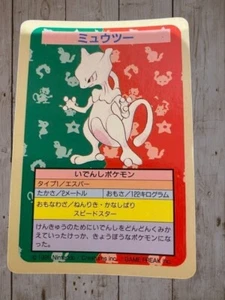 ミュウツー
いでんしポケモン
タイプ/エスパー
たかさ/2メートル おもさ/122キログラム
おもなわざ/ねんりき・かなしばり
スピードスター
けんきゅうのためにいでんしをどんどんくみか
えていったけっか、きょうぼうなポケモンにな
った。
Nintendo GAME FREAK inc.